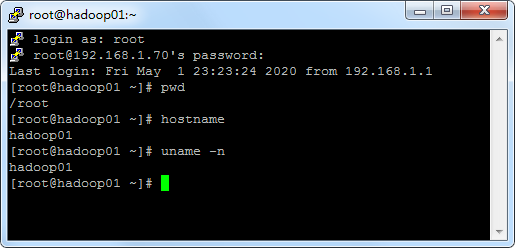 root@hadoop01:~
login as: root
root@192.168.1.70's password:
Last login: Fri May  1 23:23:24 2020 from 192.168.1.1
[root@hadoop01 ~]# pwd
/root
[root@hadoop01 ~]# hostname
hadoop01
[root@hadoop01 ~]# uname -n
hadoop01
[root@hadoop01 ~]#